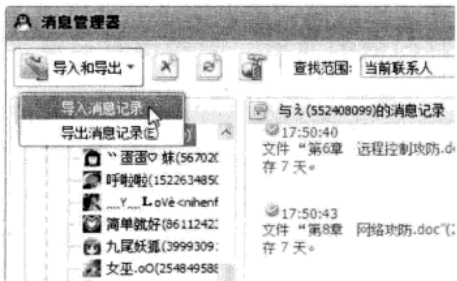 消息管理器
导入和导出
查找范围: 当前联系人
导入消息记录
导出消息记录(E)
与 え(552408099)的消息记录
17:50:40
文件 “第6章 远程控制攻防.d
存 7 天。
17:50:43
文件 “第8章 网络攻防.doc”(2
存 7 天。
妹(56702(
呼啦啦(152263485(
简单就好(8611242
九尾妖狐(3999309
女巫.oO(25484958